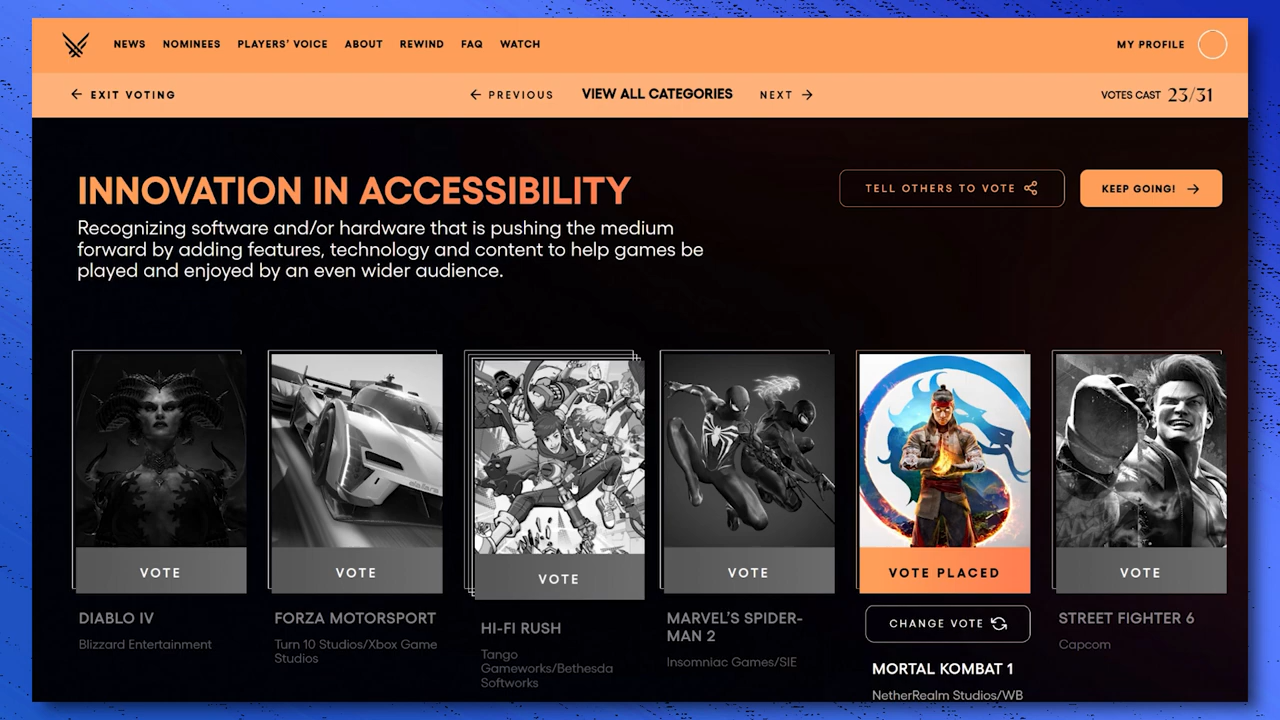 NEWS NOMINEES PLAYERS' VOICE ABOUT REWIND FAQ WATCH MY PROFILE
EXIT VOTING PREVIOUS VIEW ALL CATEGORIES NEXT VOTES CAST 23/31
INNOVATION IN ACCESSIBILITY
TELL OTHERS TO VOTE KEEP GOING!
Recognizing software and/or hardware that is pushing the medium
forward by adding features, technology and content to help games be
played and enjoyed by an even wider audience.
VOTE
DIABLO IV
Blizzard Entertainment
VOTE
FORZA MOTORSPORT
Turn 10 Studios/Xbox Game
Studios
VOTE
HI-FI RUSH
Tango
Gameworks/Bethesda
Softworks
VOTE
MARVEL'S SPIDER-
MAN 2
Insomniac Games/SIE
VOTE PLACED
CHANGE VOTE
MORTAL KOMBAT 1
NetherRealm Studios/WB
VOTE
STREET FIGHTER 6
Capcom